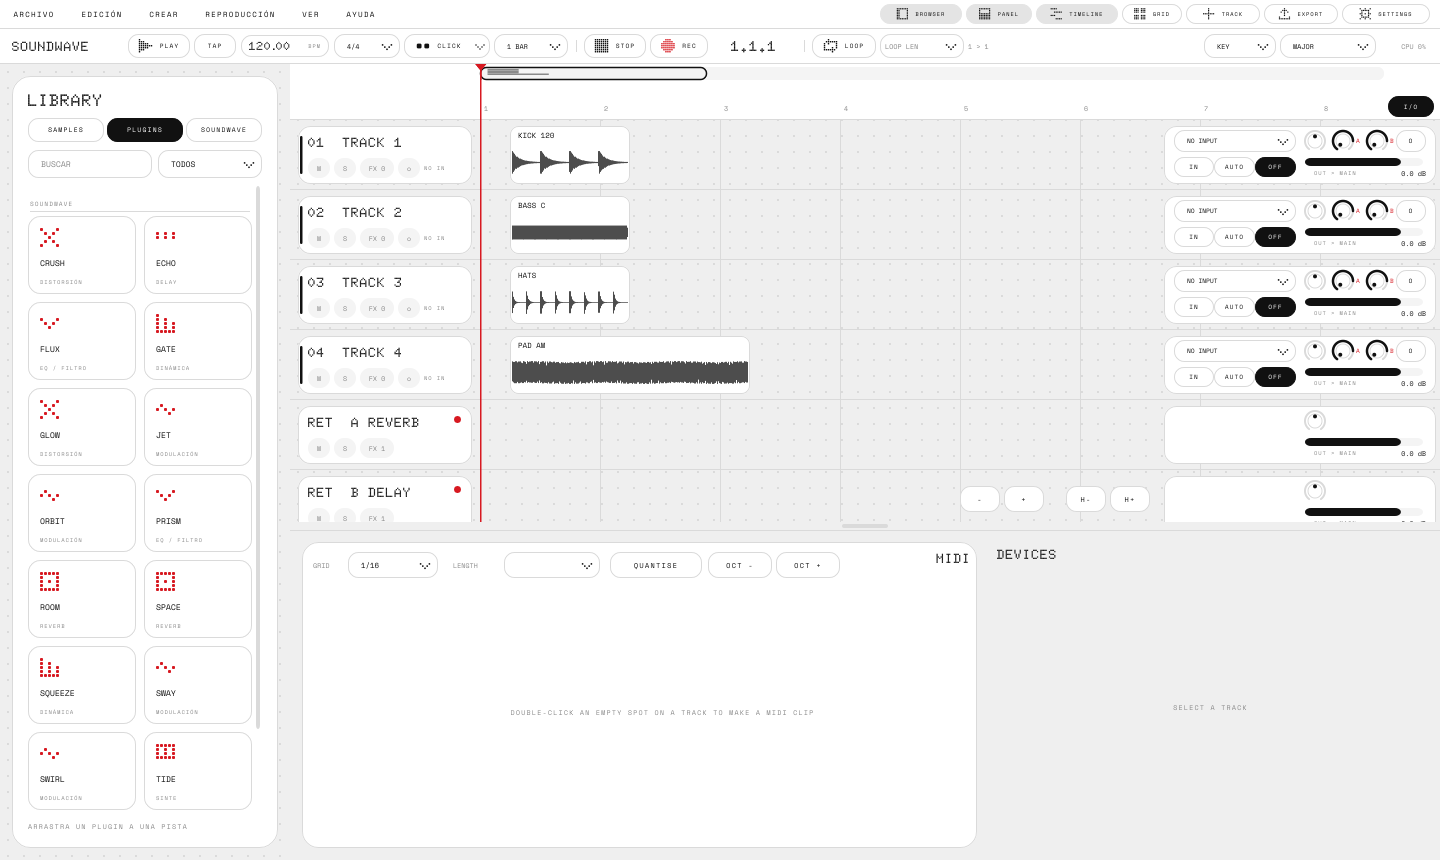 ARCHIVO EDICIÓN CREAR REPRODUCCIÓN VER AYUDA BROWSER PANEL TIMELINE GRID TRACK EXPORT SETTINGS
SOUNDWAVE PLAY TAP 120.00 BPM 4/4 CLICK 1 BAR STOP REC 1.1.1 LOOP LOOP LEN 1 > 1 KEY MAJOR CPU 0%
LIBRARY
SAMPLES PLUGINS SOUNDWAVE
BUSCAR TODOS
SOUNDWAVE
CRUSH ECHO
DISTORSIÓN DELAY
FLUX GATE
EQ / FILTRO DINÁMICA
GLOW JET
DISTORSIÓN MODULACIÓN
ORBIT PRISM
MODULACIÓN EQ / FILTRO
ROOM SPACE
REVERB REVERB
SQUEEZE SWAY
DINÁMICA MODULACIÓN
SWIRL TIDE
MODULACIÓN SINTE
ARRASTRA UN PLUGIN A UNA PISTA
1 2 3 4 5 6 7 8 I/O
01 TRACK 1 KICK 120 NO INPUT A B 0
M S FX 0 o NO IN IN AUTO OFF OUT • MAIN 0.0 dB
02 TRACK 2 BASS C NO INPUT A B 0
M S FX 0 o NO IN IN AUTO OFF OUT • MAIN 0.0 dB
03 TRACK 3 HATS NO INPUT A B 0
M S FX 0 o NO IN IN AUTO OFF OUT • MAIN 0.0 dB
04 TRACK 4 PAD AM NO INPUT A B 0
M S FX 0 o NO IN IN AUTO OFF OUT • MAIN 0.0 dB
RET A REVERB
M S FX 1 OUT • MAIN 0.0 dB
RET B DELAY - + H- H+
M S FX 1
GRID 1/16 LENGTH QUANTISE OCT - OCT + MIDI
DOUBLE-CLICK AN EMPTY SPOT ON A TRACK TO MAKE A MIDI CLIP
DEVICES
SELECT A TRACK